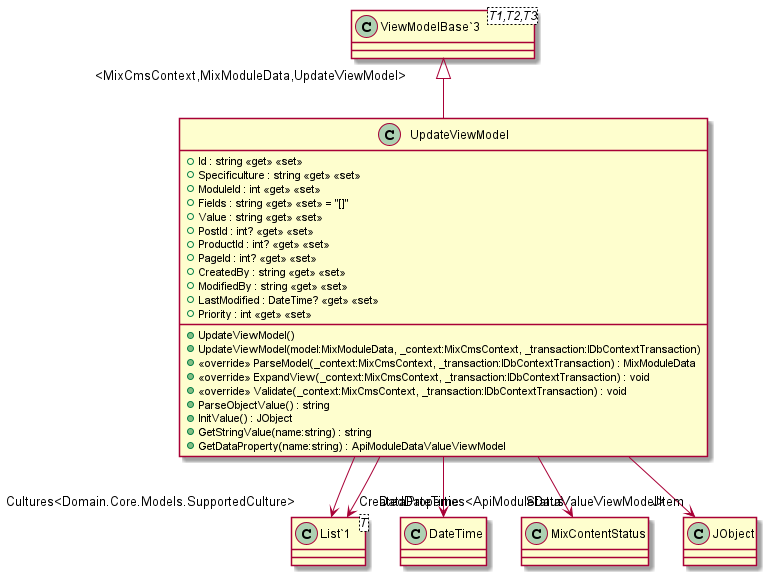 C ViewModelBase`3
T1,T2,T3
<MixCmsContext,MixModuleData,UpdateViewModel>
C UpdateViewModel
Id : string «get» «set»
Specificulture : string «get» «set»
ModuleId : int «get» «set»
Fields : string «get» «set» = "[]"
Value : string «get» «set»
PostId : int? «get» «set»
ProductId : int? «get» «set»
PageId : int? «get» «set»
CreatedBy : string «get» «set»
ModifiedBy : string «get» «set»
LastModified : DateTime? «get» «set»
Priority : int «get» «set»
UpdateViewModel()
UpdateViewModel(model:MixModuleData, _context:MixCmsContext, _transaction:IDbContextTransaction)
«override» ParseModel(_context:MixCmsContext, _transaction:IDbContextTransaction) : MixModuleData
«override» ExpandView(_context:MixCmsContext, _transaction:IDbContextTransaction) : void
«override» Validate(_context:MixCmsContext, _transaction:IDbContextTransaction) : void
ParseObjectValue() : string
InitValue() : JObject
GetStringValue(name:string) : string
GetDataProperty(name:string) : ApiModuleDataValueViewModel
Cultures<Domain.Core.Models.SupportedCulture>
CreatedDateTime
DataProperties<ApiModuleDataValueViewModel>
Status
JItem
C List`1
T
C DateTime
C MixContentStatus
C JObject